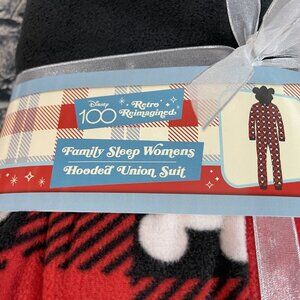 Disney
100
Retro
Reimagined
Family Sleep Womens
Hooded Union Suit